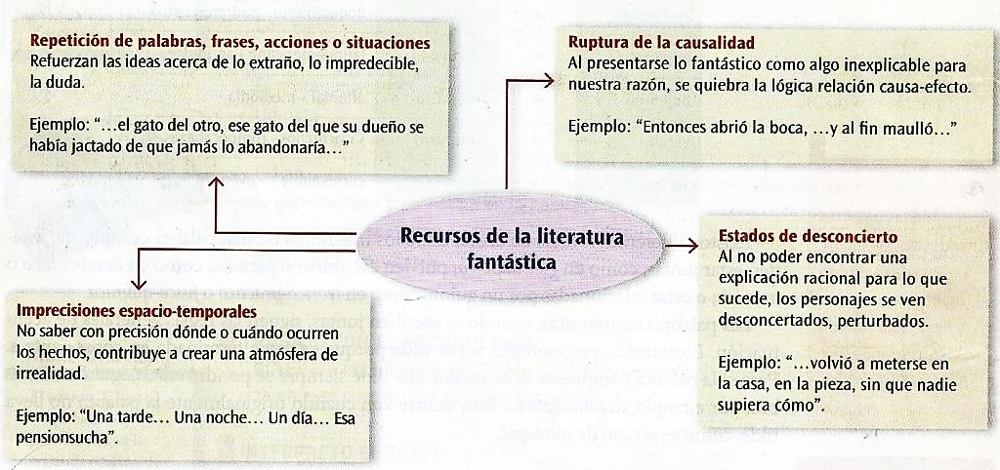 Repetición de palabras, frases, acciones o situaciones
Refuerzan las ideas acerca de lo extraño, lo impredecible,
la duda.
Ejemplo: “…el gato del otro, ese gato del que su dueño se
había jactado de que jamás lo abandonaría…”
Ruptura de la causalidad
Al presentarse lo fantástico como algo inexplicable para
nuestra razón, se quiebra la lógica relación causa-efecto.
Ejemplo: “Entonces abrió la boca, …y al fin maulló…”
Recursos de la literatura
fantástica
Estados de desconcierto
Al no poder encontrar una
explicación racional para lo que
sucede, los personajes se ven
desconcertados, perturbados.
Ejemplo: “…volvió a meterse en
la casa, en la pieza, sin que nadie
supiera cómo”.
Imprecisiones espacio-temporales
No saber con precisión dónde o cuándo ocurren
los hechos, contribuye a crear una atmósfera de
irrealidad.
Ejemplo: “Una tarde… Una noche… Un día… Esa
pensionsucha”.